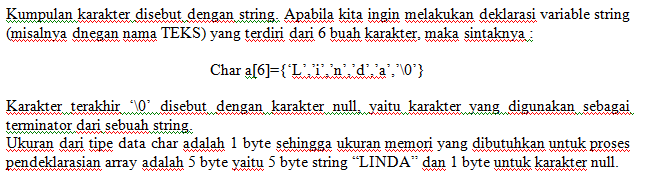 Kumpulan karakter disebut dengan string. Apabila kita ingin melakukan deklarasi variable string
(misalnya dnegan nama TEKS) yang terdiri dari 6 buah karakter, maka sintaknya :
Char a[6]={‘L’,’i’,’n’,’d’,’a’,’\0’}
Karakter terakhir ‘\0’ disebut dengan karakter null, yaitu karakter yang digunakan sebagai
terminator dari sebuah string.
Ukuran dari tipe data char adalah 1 byte sehingga ukuran memori yang dibutuhkan untuk proses
pendeklarasian array adalah 5 byte yaitu 5 byte string “LINDA” dan 1 byte untuk karakter null.